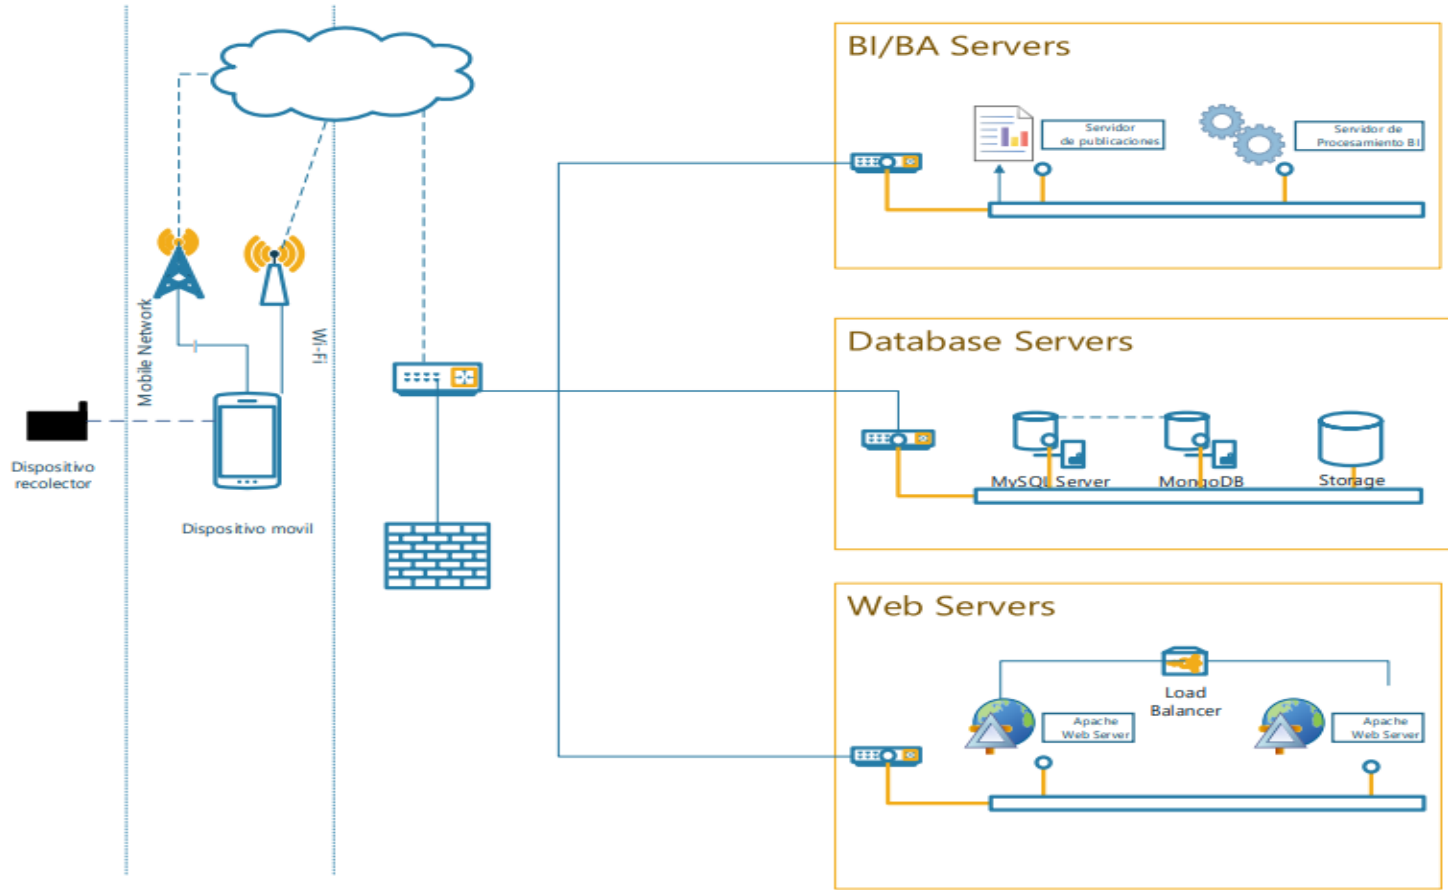 BI/BA Servers
Servidor
de publicaciones
Servidor de
Procesamiento BI
Mobile Network
Wi-Fi
Database Servers
Dispositivo
recolector
MySQL Server
MongoDB
Storage
Dispositivo movil
Web Servers
Load
Balancer
Apache
Web Server
Apache
Web Server